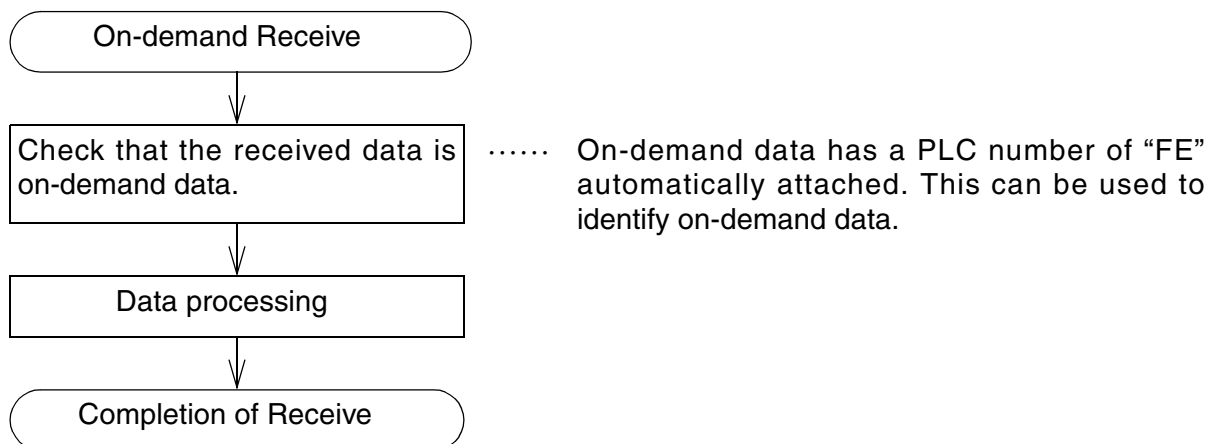 On-demand Receive
Check that the received data is
on-demand data.
...... On-demand data has a PLC number of “FE”
automatically attached. This can be used to
identify on-demand data.
Data processing
Completion of Receive